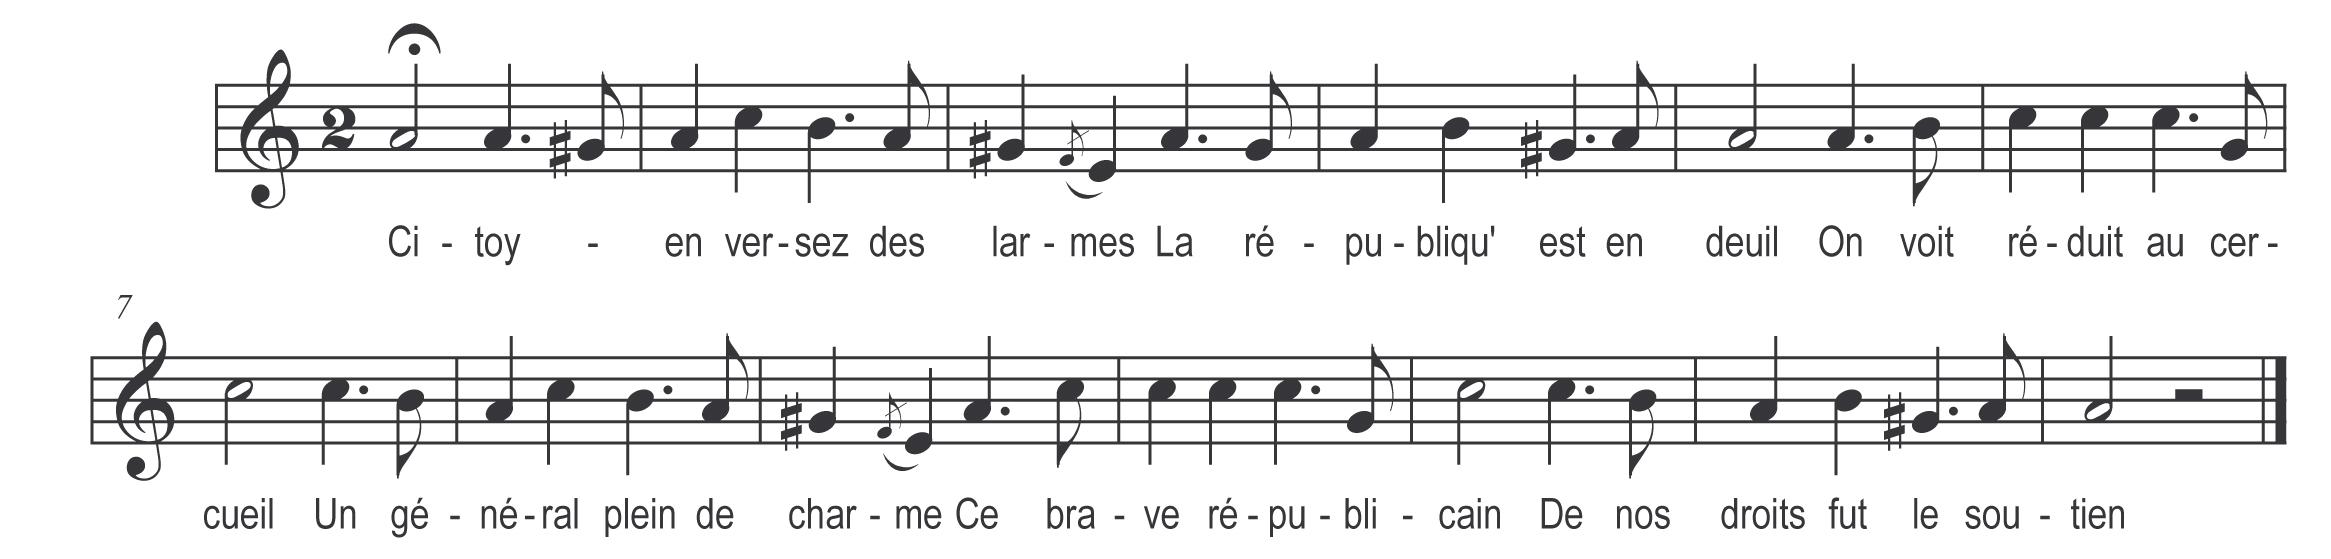 2
Ci - toy - en ver - sez des lar - mes La ré - pu - bliqu' est en deuil On voit ré - duit au cer -
7
cueil Un gé - né - ral plein de char - me Ce bra - ve ré - pu - bli - cain De nos droits fut le sou - tien